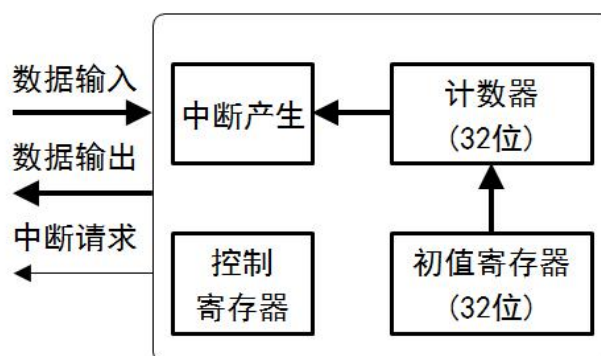 数据输入
数据输出
中断请求
中断产生
计数器
(32位)
控制
寄存器
初值寄存器
(32位)